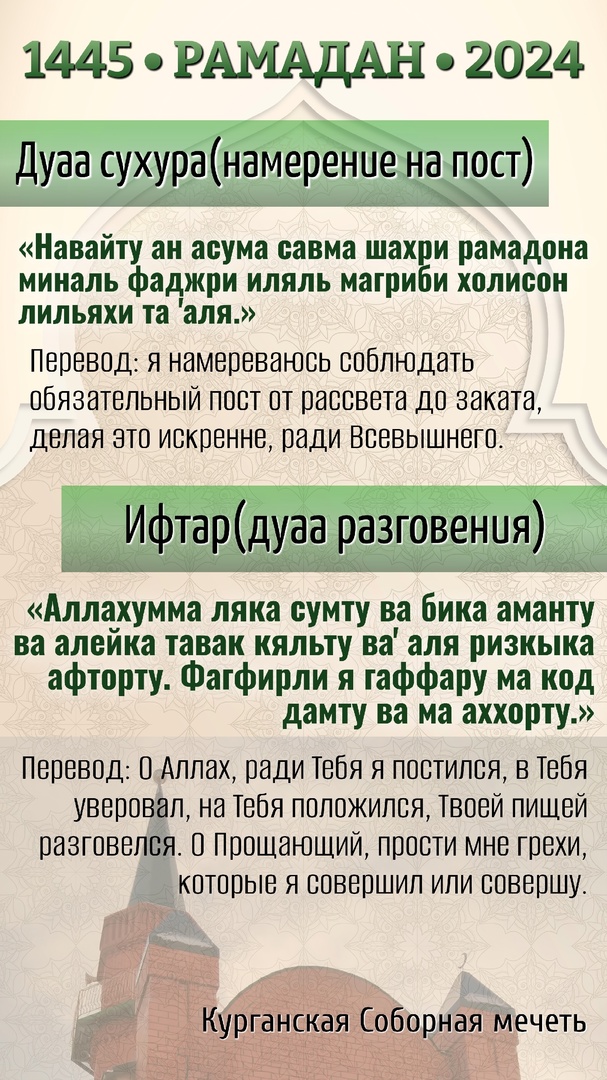 1445 • РАМАДАН • 2024
Дуаа сухура(намерение на пост)
«Навайту ан асума савма шахри рамадона
миналь фаджри иляль магриби холисон
лильяхи та 'аля.»
Перевод: я намереваюсь соблюдать
обязательный пост от рассвета до заката,
делая это искренне, ради Всевышнего.
Ифтар(дуаа разговения)
«Аллахумма ляка сумту ва бика аманту
ва алейка тавак кяльту ва' аля ризкыка
афторту. Фагфирли я гаффару ма код
дамту ва ма аххорту.»
Перевод: О Аллах, ради Тебя я постился, в Тебя
уверовал, на Тебя положился, Твоей пищей
разговелся. О Прощающий, прости мне грехи,
которые я совершил или совершу.
Курганская Соборная мечеть